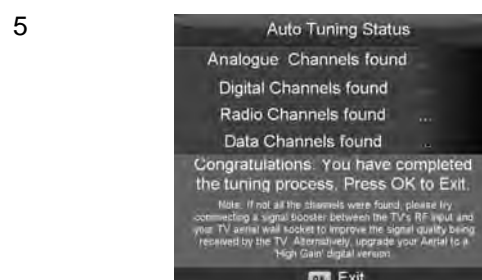 5
Auto Tuning Status
Analogue Channels found
Digital Channels found
Radio Channels found ...
Data Channels found ..
Congratulations. You have completed
the tuning process. Press OK to Exit.
Note: If not all the channels were found, please try
connecting a signal booster between the TV's RF input and
your TV aerial wall socket to improve the signal quality being
received by the TV. Alternatively, upgrade your Aerial to a
'High Gain' digital version.
OK Exit